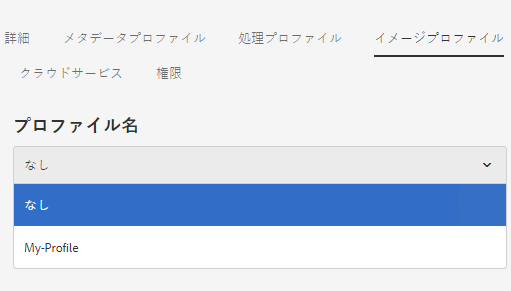 詳細 メタデータプロファイル 処理プロファイル イメージプロファイル
クラウドサービス 権限
プロファイル名
なし
なし
My-Profile